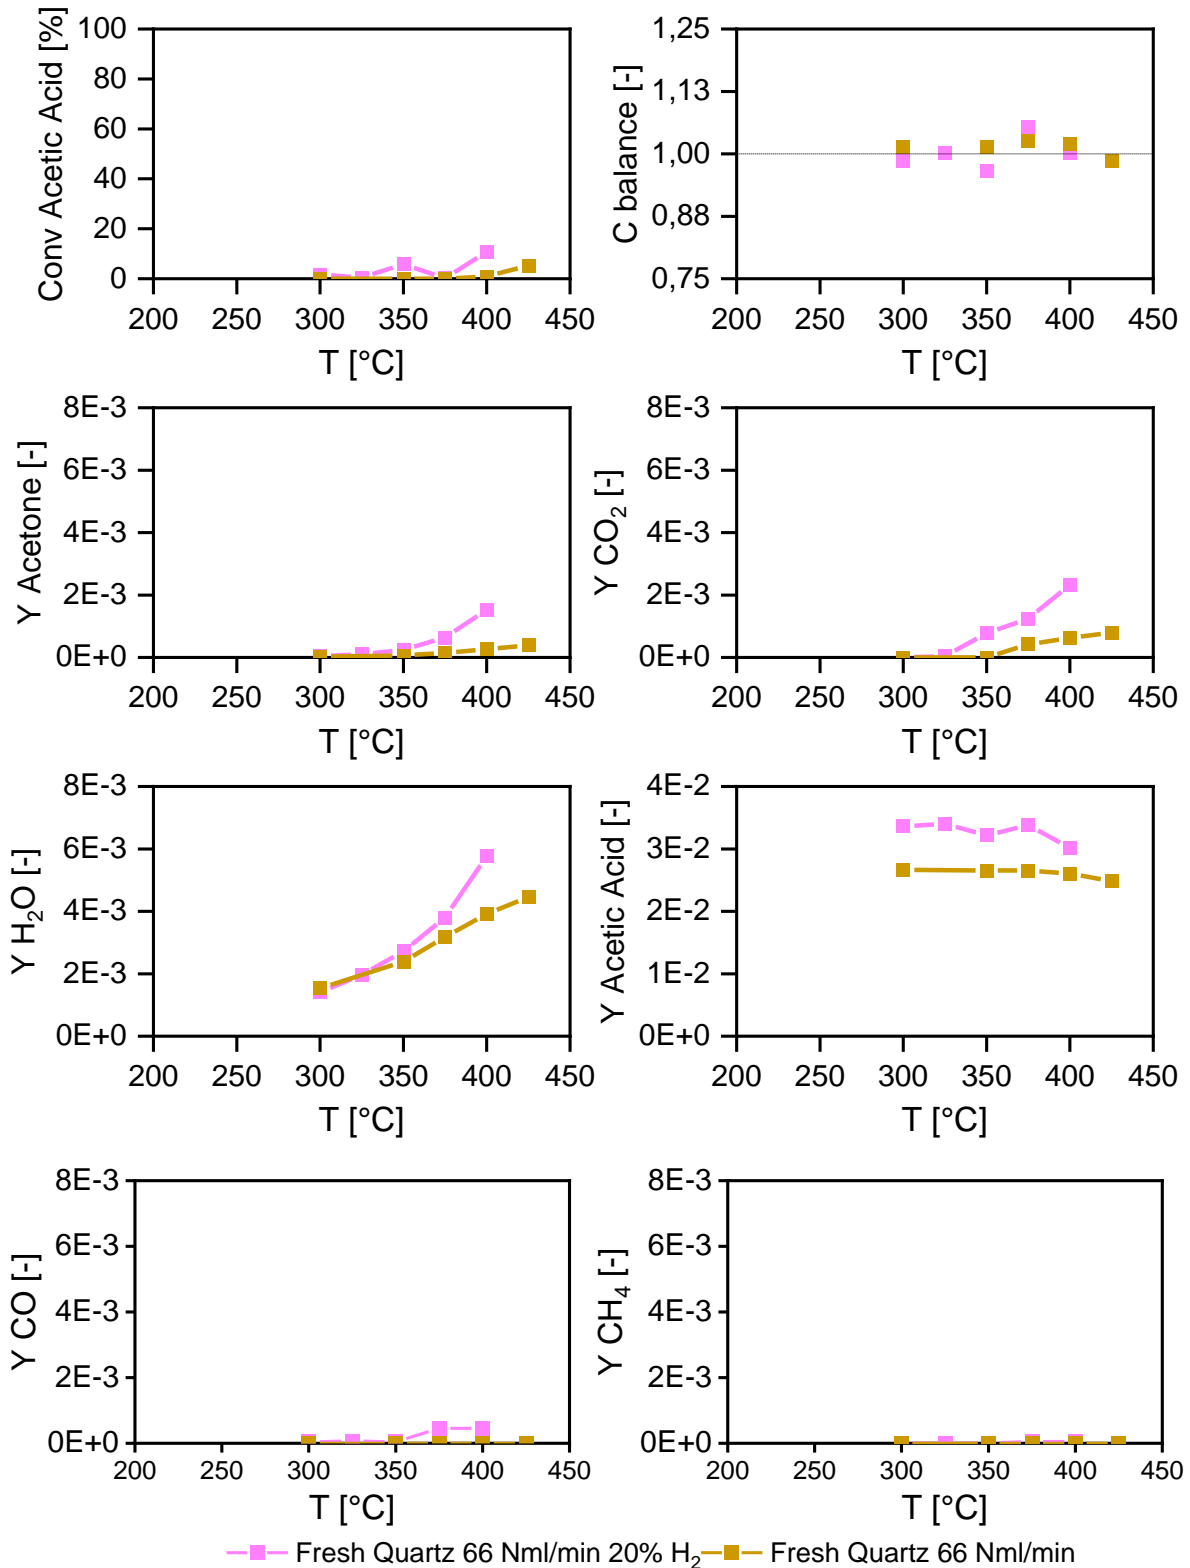 Conv Acetic Acid [%]
100
80
60
40
20
0
200 250 300 350 400 450
T [°C]
C balance [-]
1,25
1,13
1,00
0,88
0,75
200 250 300 350 400 450
T [°C]
Y Acetone [-]
8E-3
6E-3
4E-3
2E-3
0E+0
200 250 300 350 400 450
T [°C]
Y CO₂ [-]
8E-3
6E-3
4E-3
2E-3
0E+0
200 250 300 350 400 450
T [°C]
Y H₂O [-]
8E-3
6E-3
4E-3
2E-3
0E+0
200 250 300 350 400 450
T [°C]
Y Acetic Acid [-]
4E-2
3E-2
2E-2
1E-2
0E+0
200 250 300 350 400 450
T [°C]
Y CO [-]
8E-3
6E-3
4E-3
2E-3
0E+0
200 250 300 350 400 450
T [°C]
Y CH₄ [-]
8E-3
6E-3
4E-3
2E-3
0E+0
200 250 300 350 400 450
T [°C]
Fresh Quartz 66 Nml/min 20% H₂ Fresh Quartz 66 Nml/min